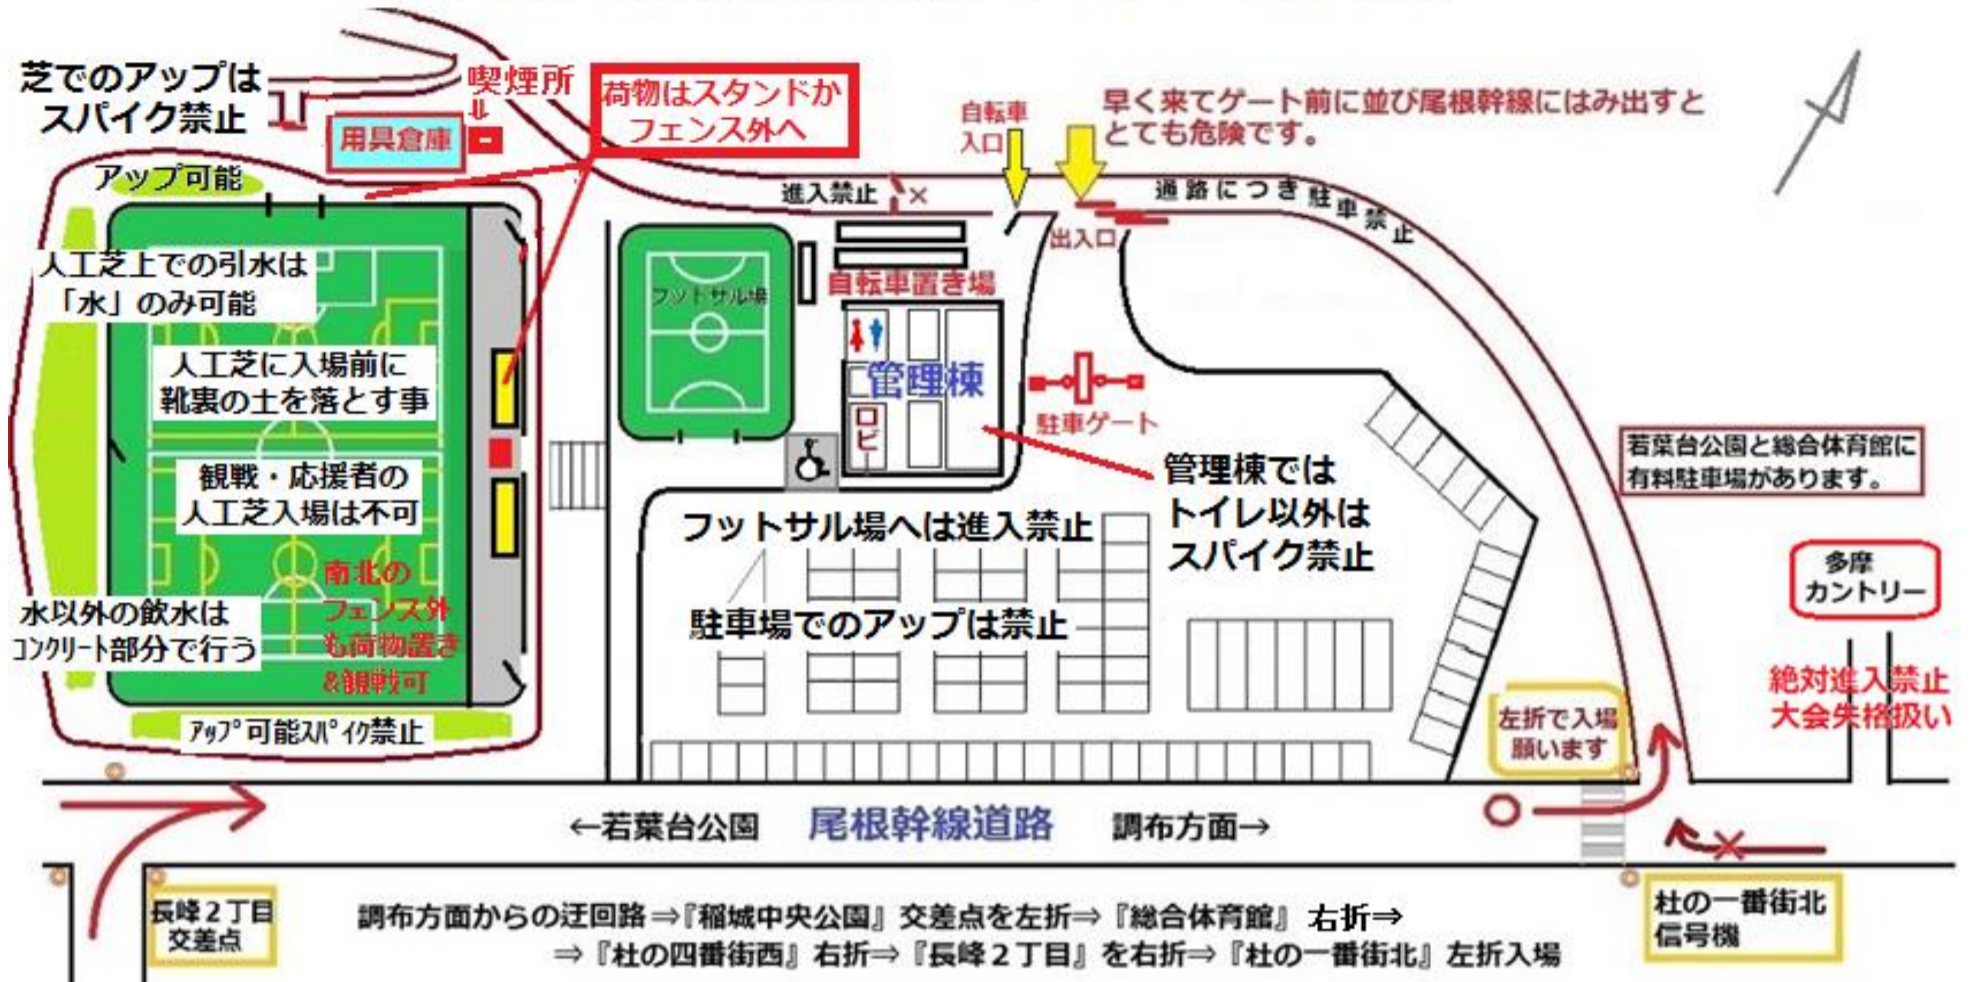 芝でのアップは
スパイク禁止
喫煙所
⇓
用具倉庫
荷物はスタンドか
フェンス外へ
自転車
入口
早く来てゲート前に並び尾根幹線にはみ出すと
とても危険です。
アップ可能
進入禁止
×
通路につき駐車禁止
出入口
人工芝上での引水は
「水」のみ可能
フットサル場
自転車置き場
人工芝に入場前に
靴裏の土を落とす事
管理棟
ロビ
駐車ゲート
観戦・応援者の
人工芝入場は不可
管理棟では
トイレ以外は
スパイク禁止
若葉台公園と総合体育館に
有料駐車場があります。
フットサル場へは進入禁止
南北の
フェンス外
も荷物置き
&観戦可
水以外の飲水は
ｺﾝｸﾘｰﾄ部分で行う
駐車場でのアップは禁止
多摩
カントリー
絶対進入禁止
大会失格扱い
ｱｯﾌﾟ可能ｽﾊﾟｲｸ禁止
左折で入場
願います
←若葉台公園 尾根幹線道路 調布方面→
長峰２丁目
交差点
杜の一番街北
信号機
調布方面からの迂回路⇒『稲城中央公園』交差点を左折⇒『総合体育館』右折⇒
⇒『杜の四番街西』右折⇒『長峰２丁目』を右折⇒『杜の一番街北』左折入場